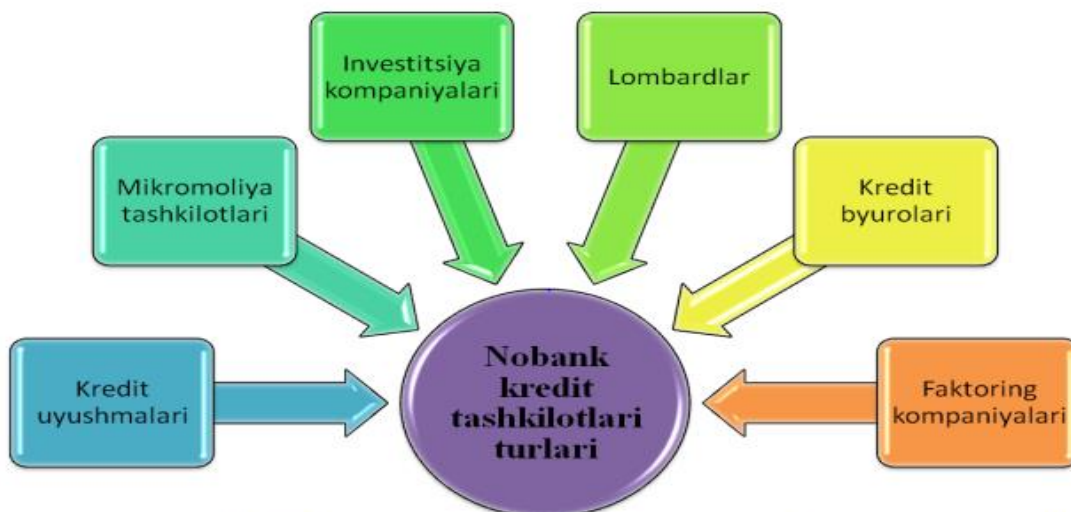 Investitsiya
kompaniyalari
Lombardlar
Mikromoliya
tashkilotlari
Kredit
byurolari
Kredit
uyushmalari
Nobank
kredit
tashkilotlari
turlari
Faktoring
kompaniyalari